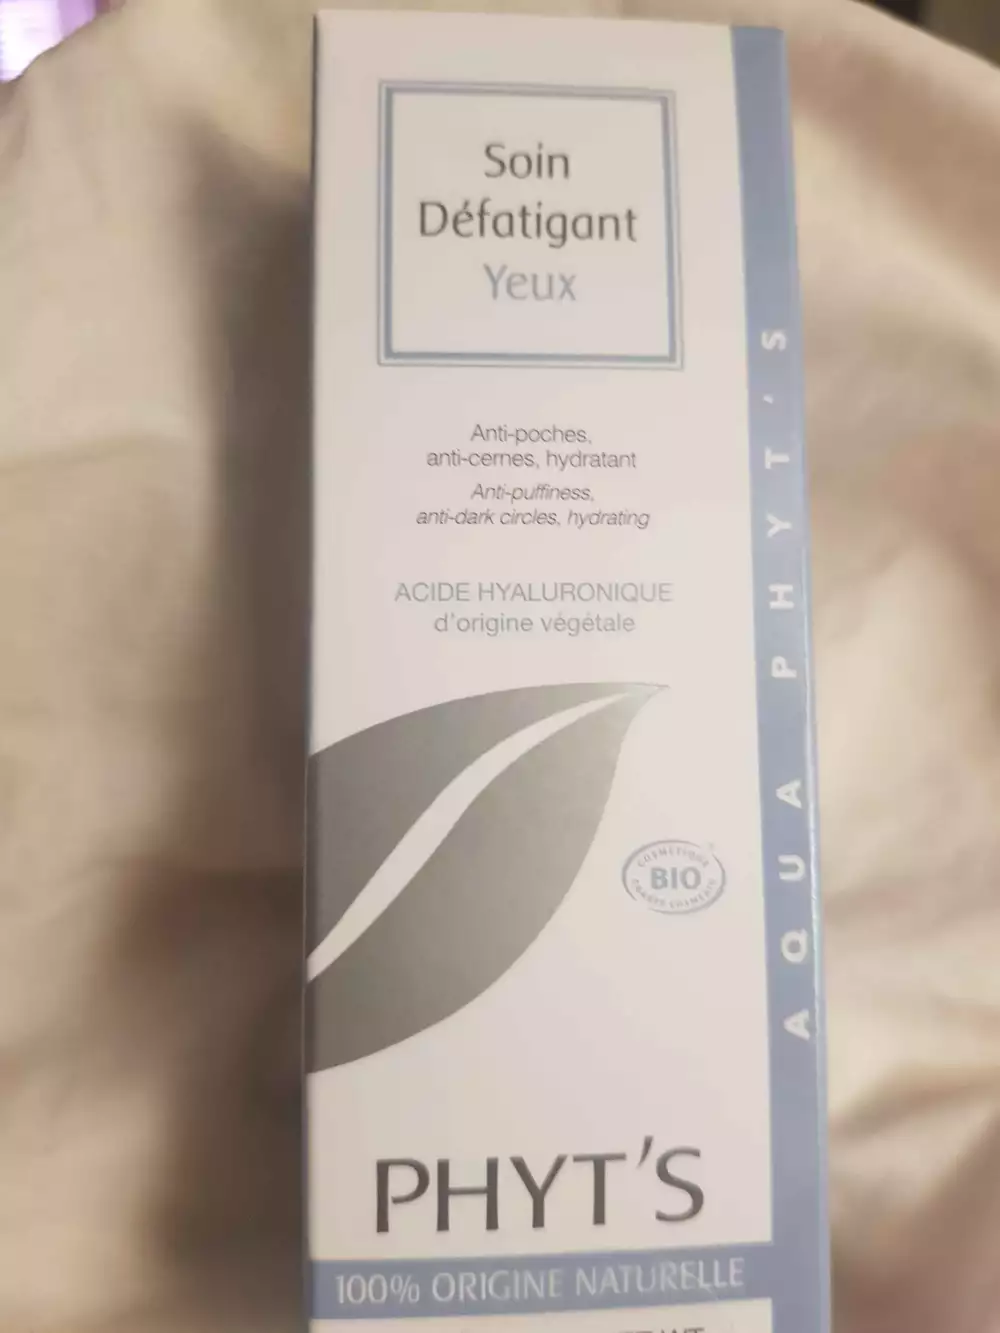 Soin
Défatigant
Yeux
Anti-poches,
anti-cernes, hydratant
Anti-puffiness,
anti-dark circles, hydrating
ACIDE HYALURONIQUE
d'origine végétale
COSMETIQUE
BIO
PHYT'S
100% ORIGINE NATURELLE
AQUA PHYT'S